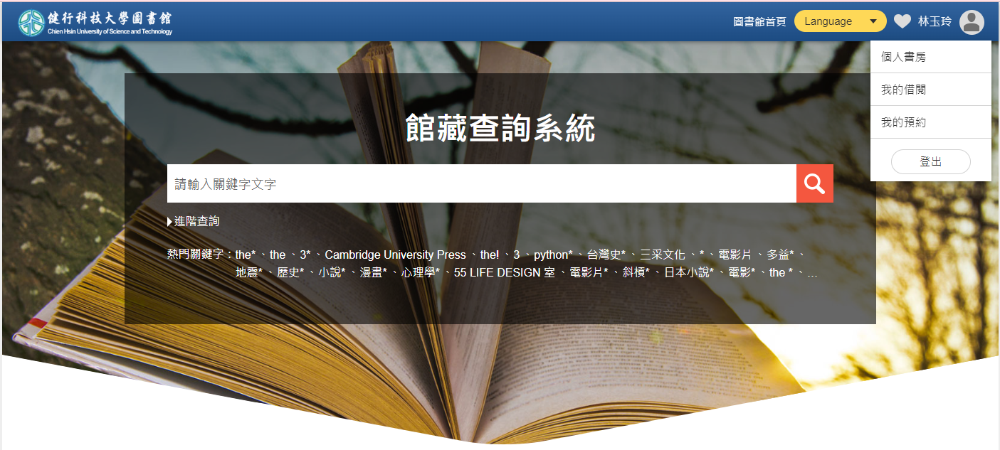 健行科技大學圖書館
Chien Hsin University of Science and Technology
圖書館首頁 Language 林玉玲
個人書房
我的借閱
我的預約
登出
館藏查詢系統
請輸入關鍵字文字
進階查詢
熱門關鍵字：the* 、the 、3* 、Cambridge University Press 、the! 、3 、python* 、台灣史* 、三采文化 、* 、電影片 、多益* 、
地震* 、歷史* 、小說* 、漫畫* 、心理學* 、55 LIFE DESIGN 室 、電影片* 、斜槓* 、日本小說* 、電影* 、the * 、...